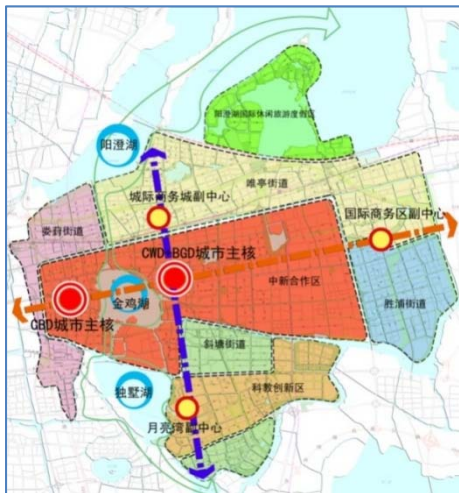 阳澄湖国际休闲旅游度假区
阳澄湖
唯亭街道
城际商务城副中心
国际商务区副中心
娄葑街道
CWD-BGD城市主核
中新合作区
金鸡湖
CBD城市主核
胜浦街道
斜塘街道
独墅湖
科教创新区
月亮湾副中心